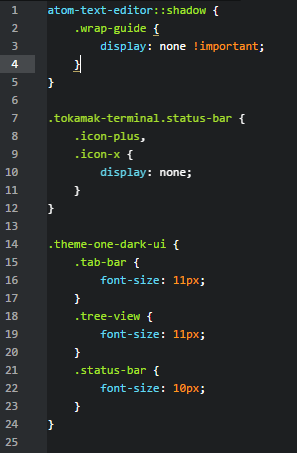 1 atom-text-editor::shadow {
2     .wrap-guide {
3         display: none !important;
4     }
5 }
6
7 .tokamak-terminal.status-bar {
8     .icon-plus,
9     .icon-x {
10         display: none;
11     }
12 }
13
14 .theme-one-dark-ui {
15     .tab-bar {
16         font-size: 11px;
17     }
18     .tree-view {
19         font-size: 11px;
20     }
21     .status-bar {
22         font-size: 10px;
23     }
24 }
25